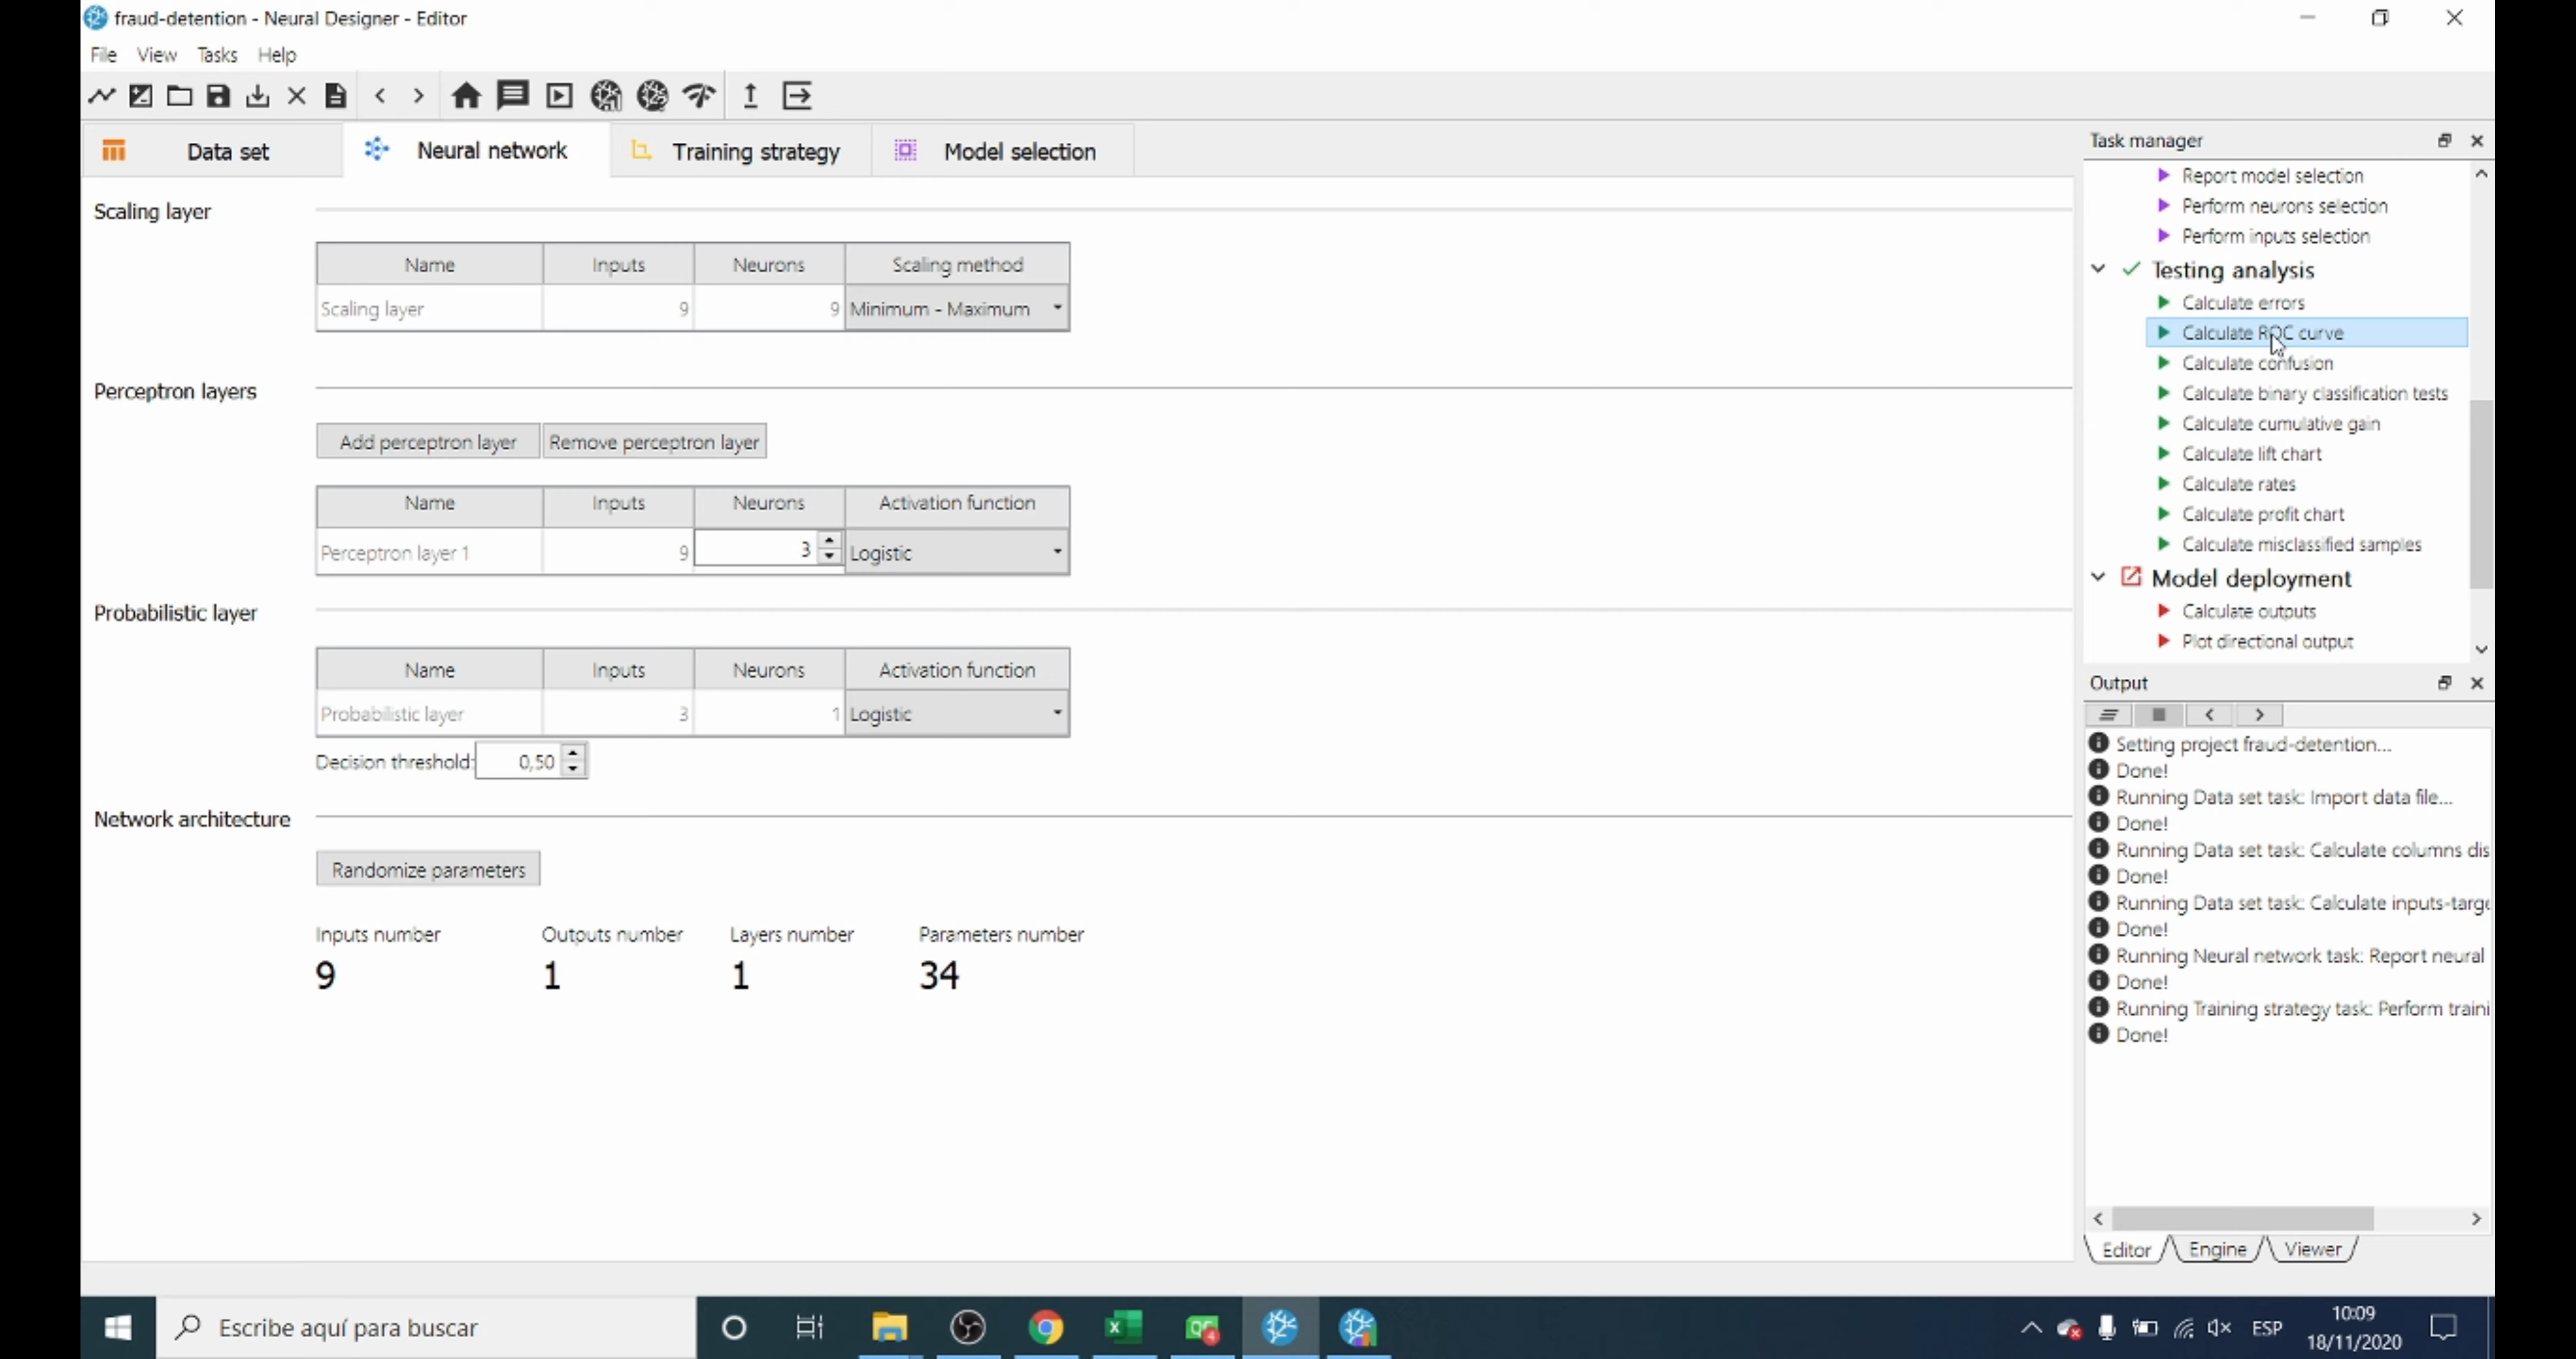 fraud-detention - Neural Designer - Editor
File View Tasks Help
Data set Neural network Training strategy Model selection
Scaling layer
Name Inputs Neurons Scaling method
Scaling layer 9 9 Minimum - Maximum
Perceptron layers
Add perceptron layer Remove perceptron layer
Name Inputs Neurons Activation function
Perceptron layer 1 9 3 Logistic
Probabilistic layer
Name Inputs Neurons Activation function
Probabilistic layer 3 1 Logistic
Decision threshold: 0,50
Network architecture
Randomize parameters
Inputs number Outputs number Layers number Parameters number
9 1 1 34
Task manager
Report model selection
Perform neurons selection
Perform inputs selection
Testing analysis
Calculate errors
Calculate ROC curve
Calculate confusion
Calculate binary classification tests
Calculate cumulative gain
Calculate lift chart
Calculate rates
Calculate profit chart
Calculate misclassified samples
Model deployment
Calculate outputs
Plot directional output
Output
Setting project fraud-detention...
Done!
Running Data set task: Import data file...
Done!
Running Data set task: Calculate columns dis
Done!
Running Data set task: Calculate inputs-targe
Done!
Running Neural network task: Report neural
Done!
Running Training strategy task: Perform traini
Done!
Editor Engine Viewer
Escribe aquí para buscar
ESP
10:09
18/11/2020